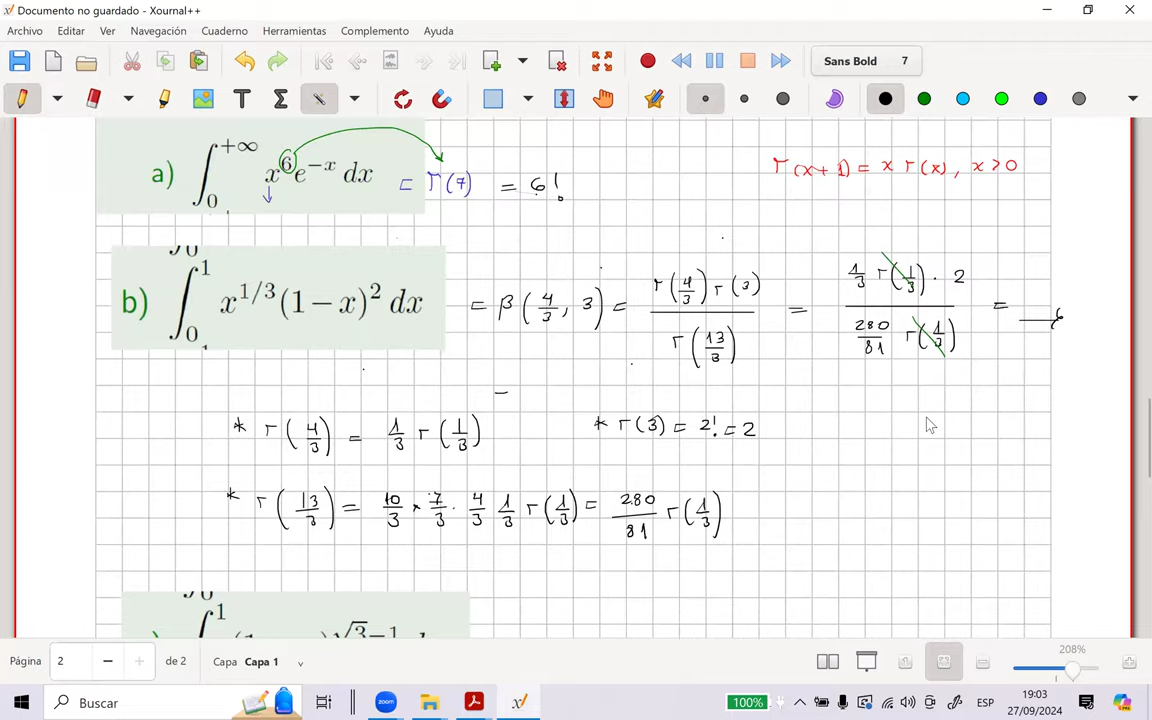 Documento no guardado - Xournal++
Archivo Editar Ver Navegación Cuaderno Herramientas Complemento Ayuda
Sans Bold 7
a) ∫_0^{+∞} x^6 e^{-x} dx = Γ(7) = 6!
Γ(x+1) = x Γ(x), x>0
b) ∫_0^1 x^{1/3}(1-x)^2 dx = β(4/3, 3) = Γ(4/3) Γ(3) / Γ(13/3) = 1/3 Γ(1/3) · 2 / 280/81 Γ(1/3) =
* Γ(4/3) = 1/3 Γ(1/3)
* Γ(3) = 2! = 2
* Γ(13/3) = 10/3 × 7/3 · 4/3 1/3 Γ(1/3) = 280/81 Γ(1/3)
Página 2 de 2 Capa Capa 1
208%
Buscar
zoom
100%
ESP
19:03
27/09/2024